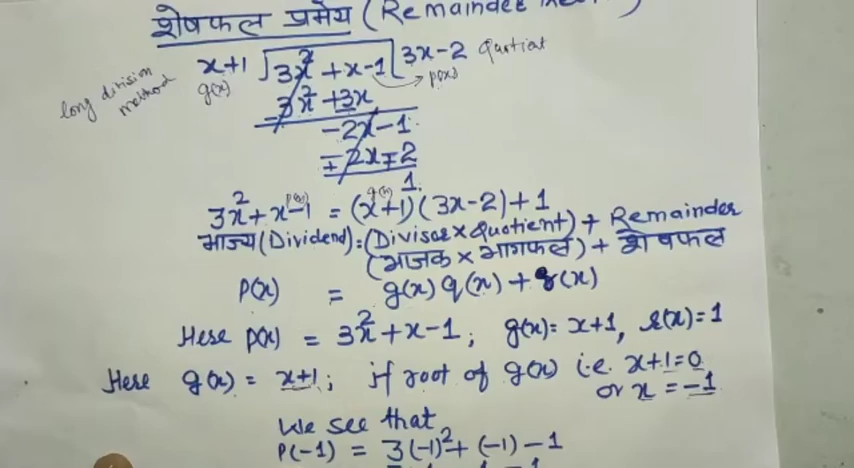 शेषफल प्रमेय (Remainder
x+1 ) 3x² + x - 1 ( 3x - 2 Quotient
long division method
g(x)
p(x)
-3x² + 3x
-2x - 1
∓ 2x ∓ 2
1
p(x) g(x)
3x² + x - 1 = (x + 1) (3x - 2) + 1
भाज्य (Dividend) = (Divisor × Quotient) + Remainder
(भाजक × भागफल) + शेषफल
P(x) = g(x) q(x) + r(x)
Here p(x) = 3x² + x - 1; g(x) = x + 1, r(x) = 1
Here g(x) = x+1; if root of g(x) i.e. x+1 = 0
or x = -1
We see that
P(-1) = 3(-1)² + (-1) - 1